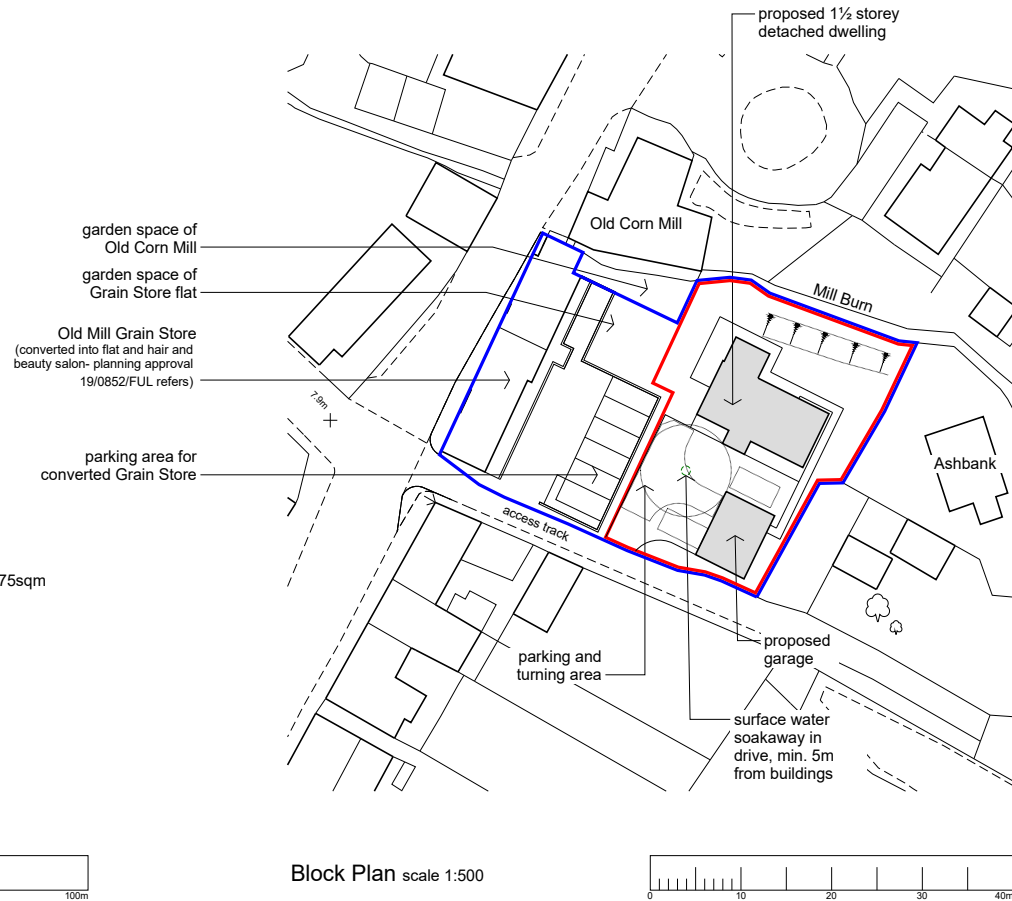 proposed 1½ storey
detached dwelling
Old Corn Mill
garden space of
Old Corn Mill
garden space of
Grain Store flat
Mill Burn
Old Mill Grain Store
(converted into flat and hair and
beauty salon- planning approval
19/0852/FUL refers)
7.9m
parking area for
converted Grain Store
Ashbank
access track
75sqm
proposed
garage
parking and
turning area
surface water
soakaway in
drive, min. 5m
from buildings
100m
Block Plan scale 1:500
0 10 20 30 40m